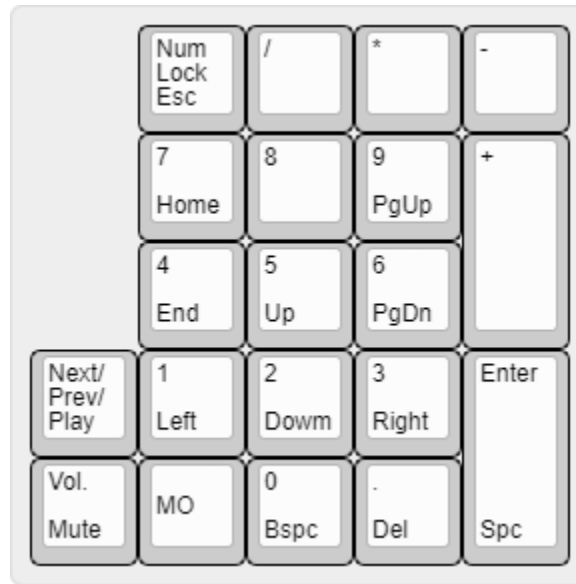 Num
Lock
Esc
/
*
-
7
Home
8
9
PgUp
+
4
End
5
Up
6
PgDn
Next/
Prev/
Play
1
Left
2
Dowm
3
Right
Enter
Spc
Vol.
Mute
MO
0
Bspc
.
Del